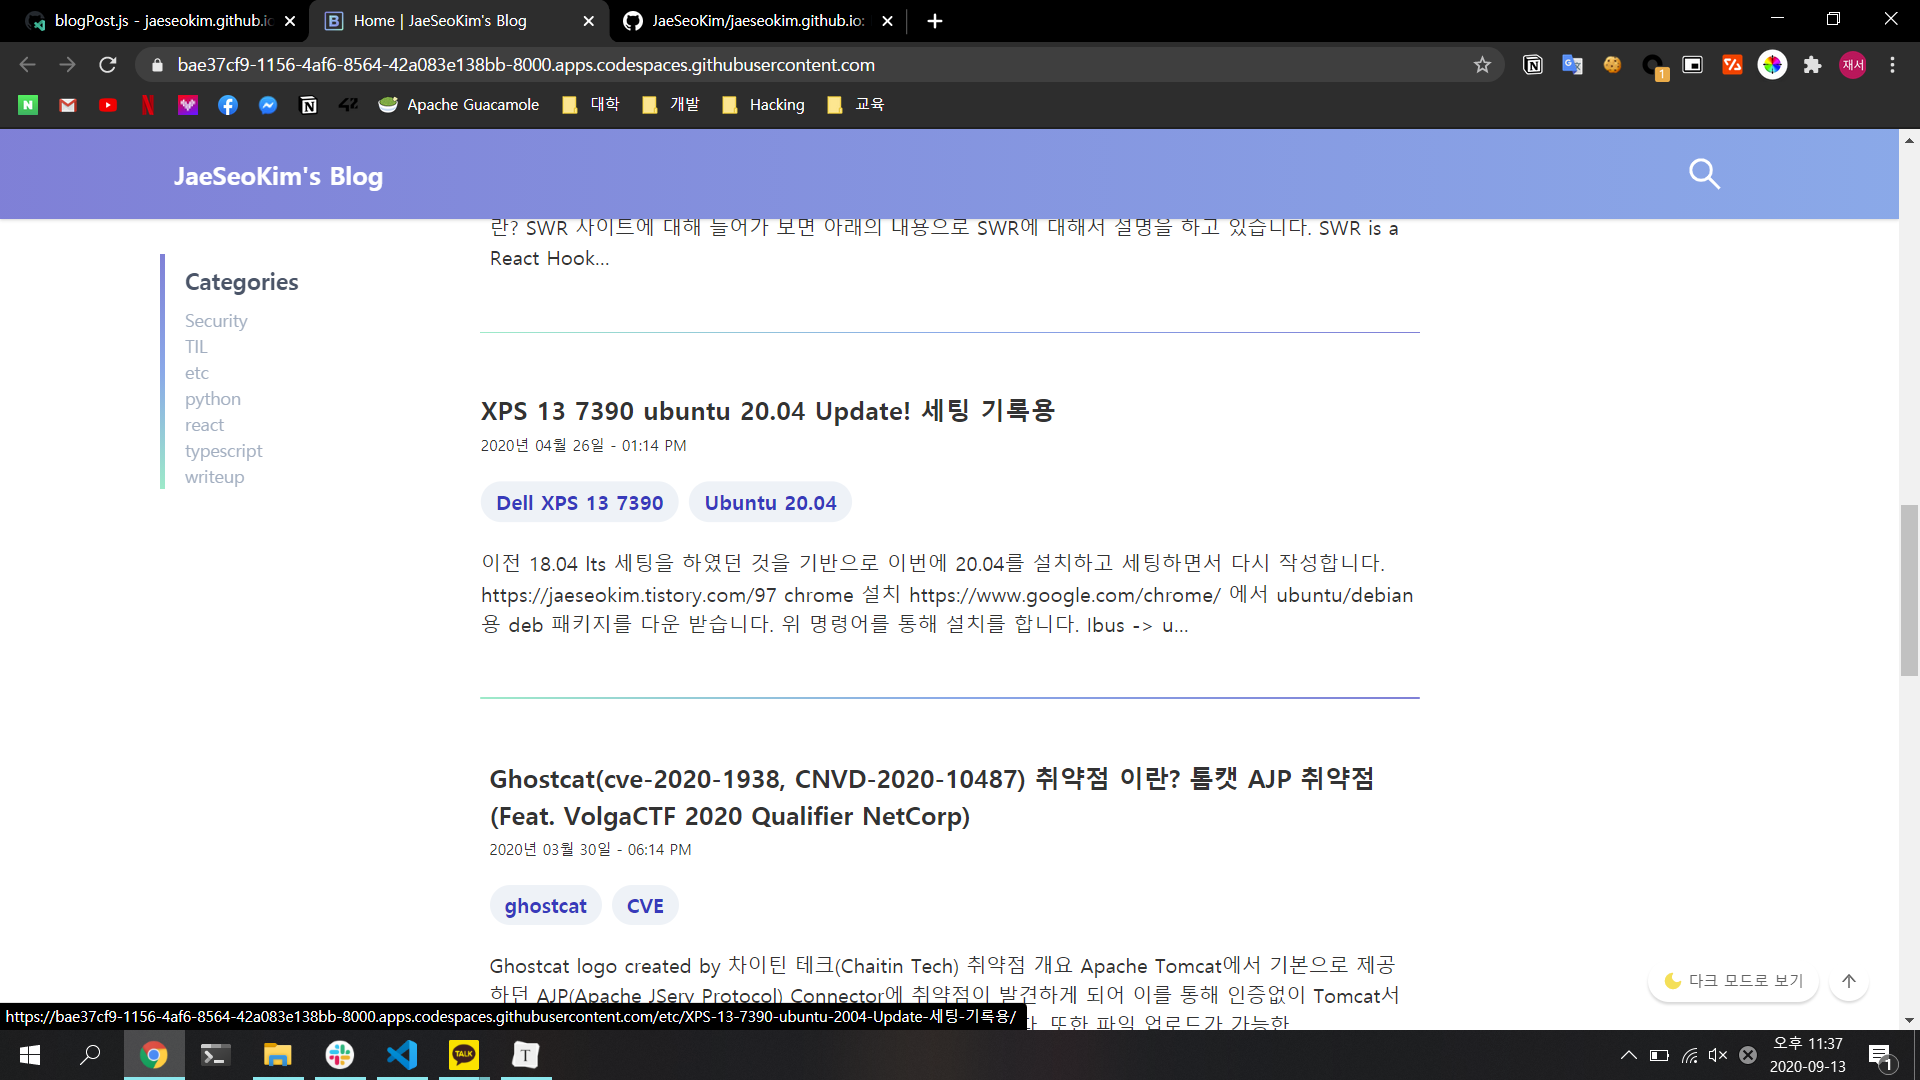 blogPost.js - jaeseokim.github.io
Home | JaeSeoKim's Blog
JaeSeoKim/jaeseokim.github.io:
bae37cf9-1156-4af6-8564-42a083e138bb-8000.apps.codespaces.githubusercontent.com
1
재서
Apache Guacamole
대학
개발
Hacking
교육
JaeSeoKim's Blog
Categories
Security
TIL
etc
python
react
typescript
writeup
란? SWR 사이트에 대해 들어가 보면 아래의 내용으로 SWR에 대해서 설명을 하고 있습니다. SWR is a
React Hook...
XPS 13 7390 ubuntu 20.04 Update! 세팅 기록용
2020년 04월 26일 - 01:14 PM
Dell XPS 13 7390
Ubuntu 20.04
이전 18.04 lts 세팅을 하였던 것을 기반으로 이번에 20.04를 설치하고 세팅하면서 다시 작성합니다.
https://jaeseokim.tistory.com/97 chrome 설치 https://www.google.com/chrome/ 에서 ubuntu/debian
용 deb 패키지를 다운 받습니다. 위 명령어를 통해 설치를 합니다. Ibus -> u...
Ghostcat(cve-2020-1938, CNVD-2020-10487) 취약점 이란? 톰캣 AJP 취약점
(Feat. VolgaCTF 2020 Qualifier NetCorp)
2020년 03월 30일 - 06:14 PM
ghostcat
CVE
Ghostcat logo created by 차이틴 테크(Chaitin Tech) 취약점 개요 Apache Tomcat에서 기본으로 제공
하던 AJP(Apache JServ Protocol) Connector에 취약점이 발견하게 되어 이를 통해 인증없이 Tomcat서
또한 파일 업로드가 가능한
다크 모드로 보기
https://bae37cf9-1156-4af6-8564-42a083e138bb-8000.apps.codespaces.githubusercontent.com/etc/XPS-13-7390-ubuntu-2004-Update-세팅-기록용/
TALK
T
오후 11:37
2020-09-13
1